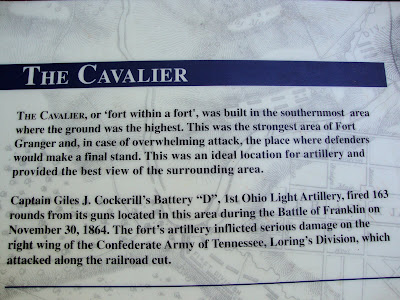 THE CAVALIER
THE CAVALIER, or 'fort within a fort', was built in the southernmost area
where the ground was the highest. This was the strongest area of Fort
Granger and, in case of overwhelming attack, the place where defenders
would make a final stand. This was an ideal location for artillery and
provided the best view of the surrounding area.
Captain Giles J. Cockerill's Battery "D", 1st Ohio Light Artillery, fired 163
rounds from its guns located in this area during the Battle of Franklin on
November 30, 1864. The fort's artillery inflicted serious damage on the
right wing of the Confederate Army of Tennessee, Loring's Division, which
attacked along the railroad cut.